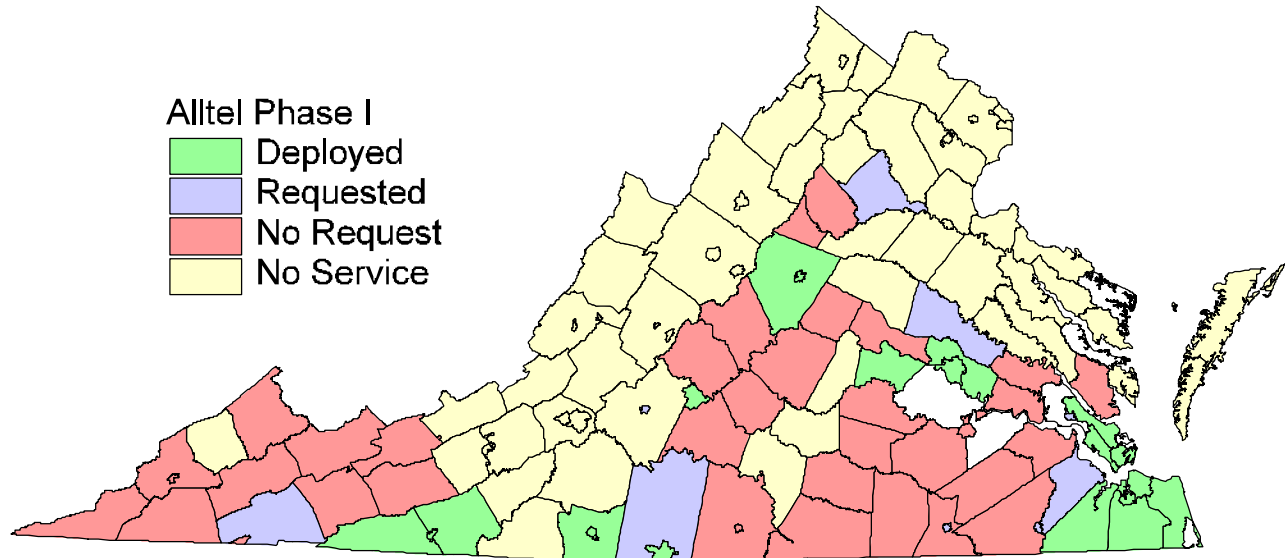 Alltel Phase I
Deployed
Requested
No Request
No Service